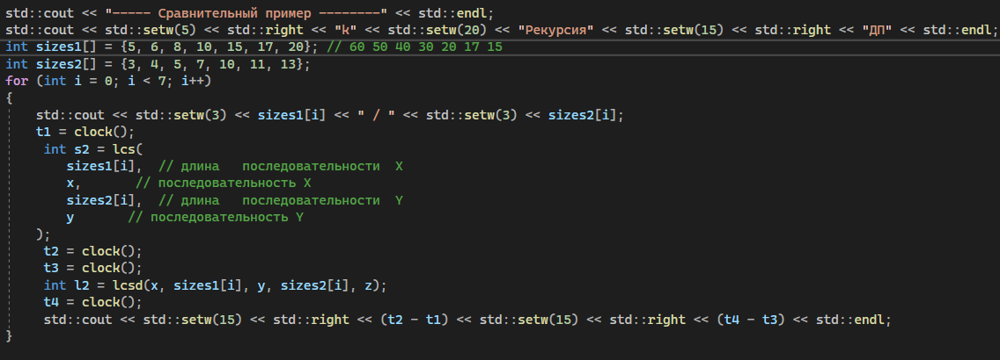 std::cout << "----- Сравнительный пример --------" << std::endl;
std::cout << std::setw(5) << std::right << "k" << std::setw(20) << "Рекурсия" << std::setw(15) << std::right << "ДП" << std::endl;
int sizes1[] = {5, 6, 8, 10, 15, 17, 20}; // 60 50 40 30 20 17 15
int sizes2[] = {3, 4, 5, 7, 10, 11, 13};
for (int i = 0; i < 7; i++)
{
    std::cout << std::setw(3) << sizes1[i] << " / " << std::setw(3) << sizes2[i];
    t1 = clock();
     int s2 = lcs(
        sizes1[i],  // длина   последовательности  X
        x,       // последовательность X
        sizes2[i],  // длина   последовательности  Y
        y       // последовательность Y
    );
     t2 = clock();
     t3 = clock();
     int l2 = lcsd(x, sizes1[i], y, sizes2[i], z);
     t4 = clock();
     std::cout << std::setw(15) << std::right << (t2 - t1) << std::setw(15) << std::right << (t4 - t3) << std::endl;
}